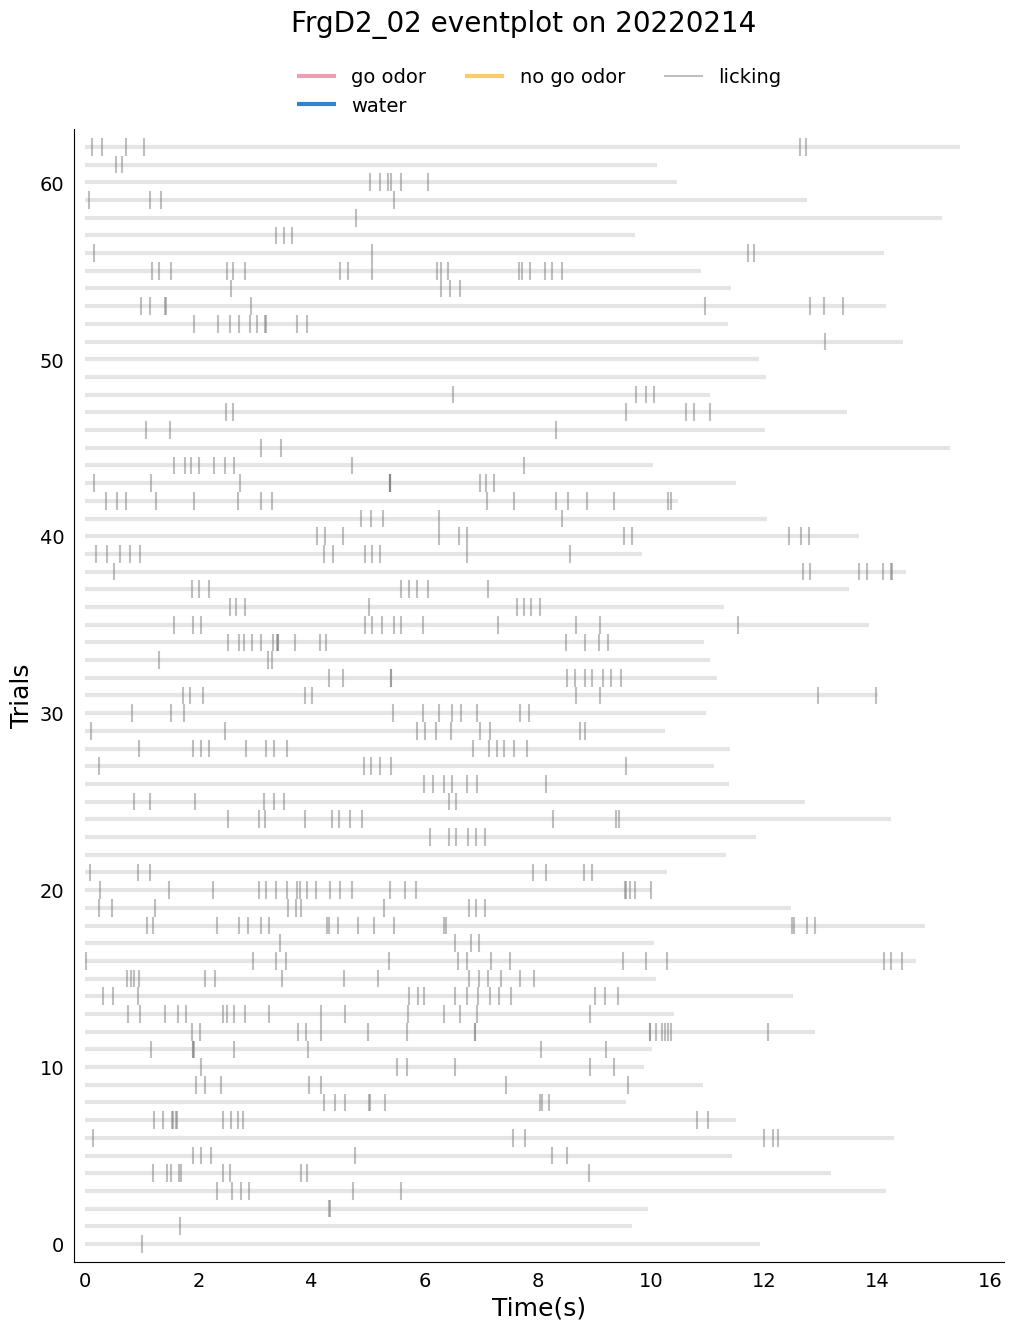 FrgD2_02 eventplot on 20220214
go odor
no go odor
licking
water
60
50
40
30
20
10
0
Trials
0 2 4 6 8 10 12 14 16
Time(s)